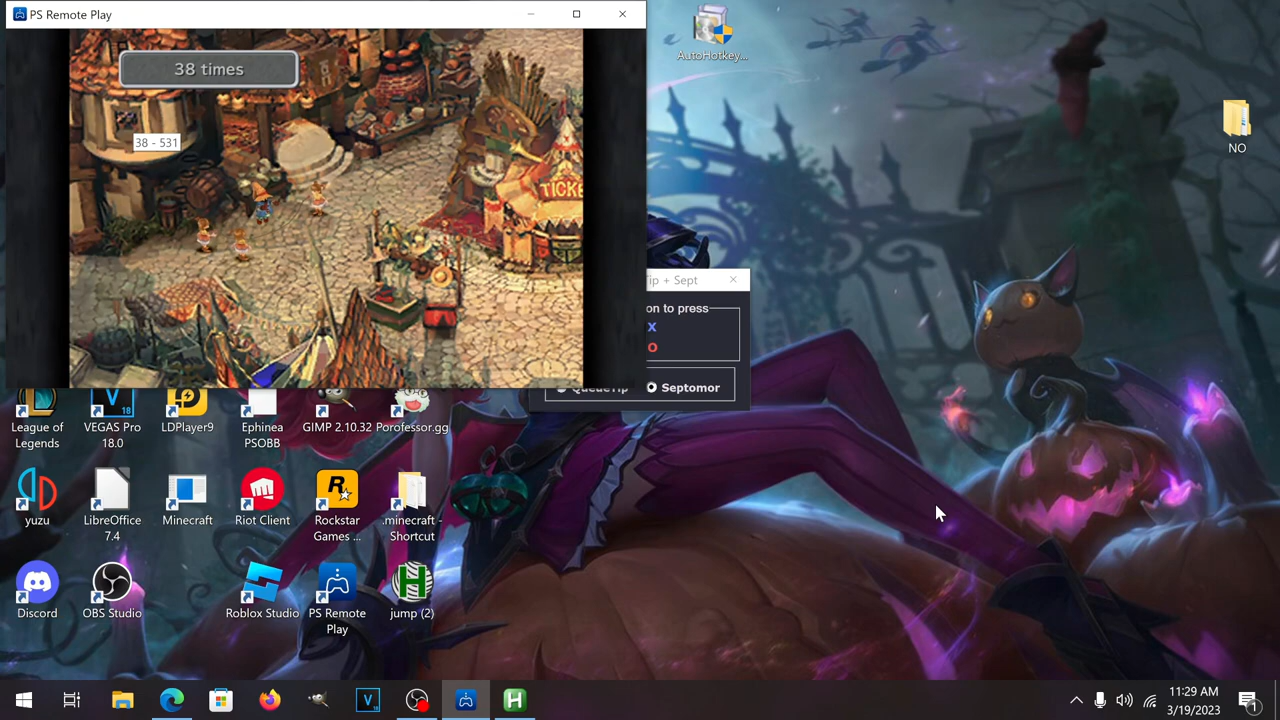 PS Remote Play
38 times
38 - 531
TICKE
AutoHotkey...
NO
ip + Sept
on to press
X
O
QueueTip
Septomor
League of
Legends
VEGAS Pro
18.0
LDPlayer9
Ephinea
PSOBB
GIMP 2.10.32
Porofessor.gg
yuzu
LibreOffice
7.4
Minecraft
Riot Client
Rockstar
Games ...
.minecraft -
Shortcut
Discord
OBS Studio
Roblox Studio
PS Remote
Play
jump (2)
11:29 AM
3/19/2023
1